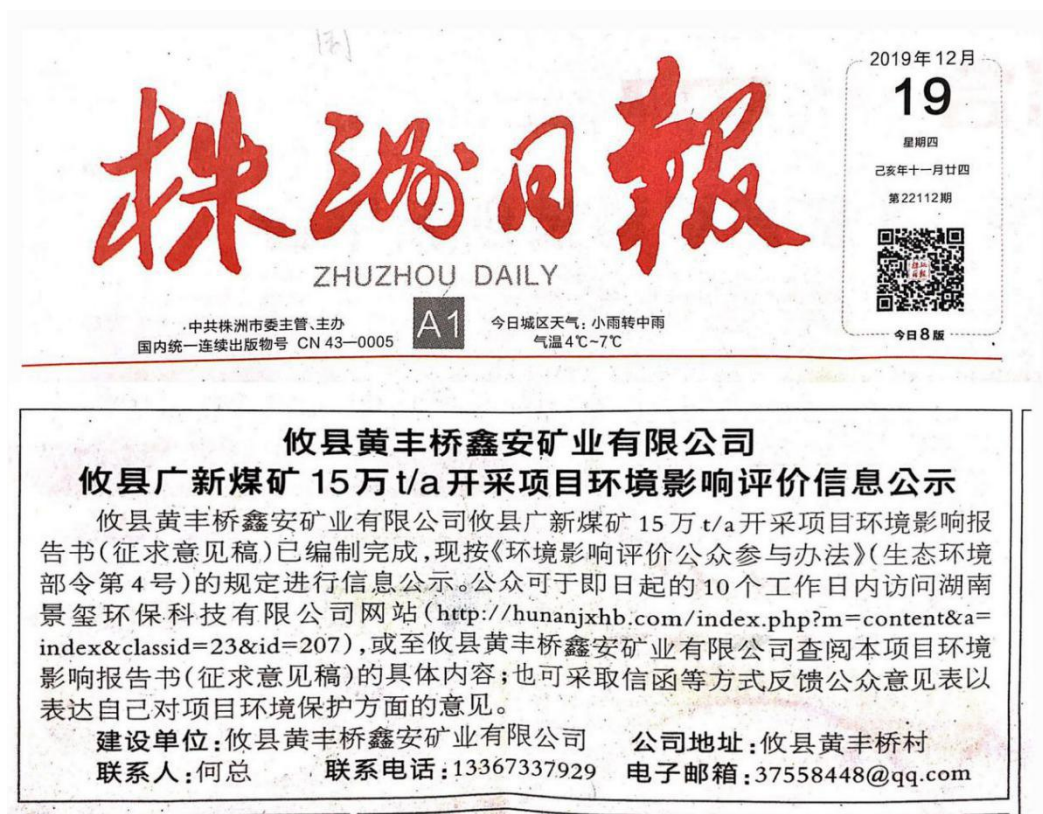 2019年12月
19
星期四
己亥年十一月廿四
第22112期
株洲日報
ZHUZHOU DAILY
中共株洲市委主管、主办
国内统一连续出版物号 CN 43—0005
A1
今日城区天气：小雨转中雨
气温4℃~7℃
今日8版
攸县黄丰桥鑫安矿业有限公司
攸县广新煤矿 15万 t/a 开采项目环境影响评价信息公示
攸县黄丰桥鑫安矿业有限公司攸县广新煤矿 15万 t/a 开采项目环境影响报
告书(征求意见稿)已编制完成,现按《环境影响评价公众参与办法》(生态环境
部令第4号)的规定进行信息公示。公众可于即日起的10个工作日内访问湖南
景玺环保科技有限公司网站(http://hunanjxhb.com/index.php?m=content&a=
index&classid=23&id=207),或至攸县黄丰桥鑫安矿业有限公司查阅本项目环境
影响报告书(征求意见稿)的具体内容;也可采取信函等方式反馈公众意见表以
表达自己对项目环境保护方面的意见。
建设单位:攸县黄丰桥鑫安矿业有限公司 公司地址:攸县黄丰桥村
联系人:何总 联系电话:13367337929 电子邮箱:37558448@qq.com